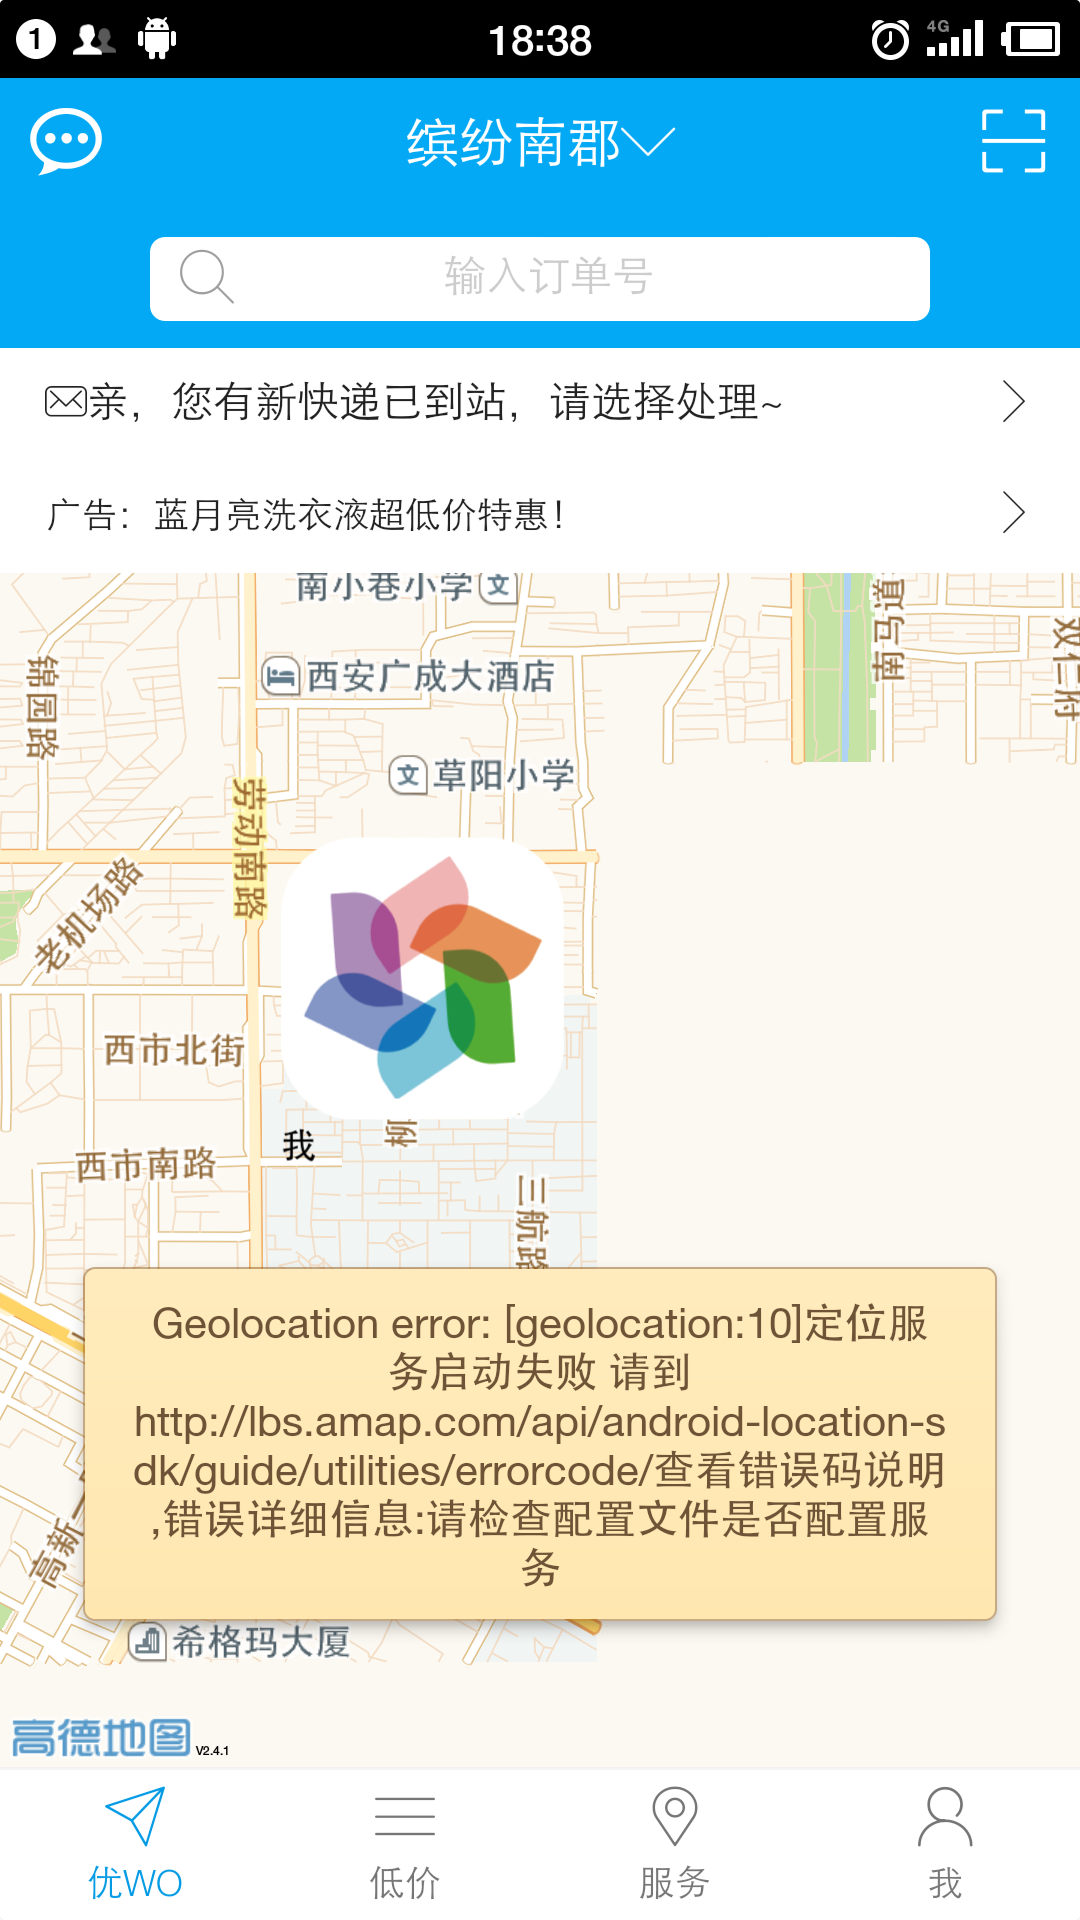 1
18:38
4G
缤纷南郡
输入订单号
亲，您有新快递已到站，请选择处理~
广告：蓝月亮洗衣液超低价特惠！
南小巷小学
文
南马道
双仁府
锦园路
西安广成大酒店
文
草阳小学
劳动南路
老机场路
西市北街
我
柳
西市南路
三航路
Geolocation error: [geolocation:10]定位服
务启动失败 请到
http://lbs.amap.com/api/android-location-s
dk/guide/utilities/errorcode/查看错误码说明
,错误详细信息:请检查配置文件是否配置服
务
高新一
希格玛大厦
高德地图
V2.4.1
优WO
低价
服务
我